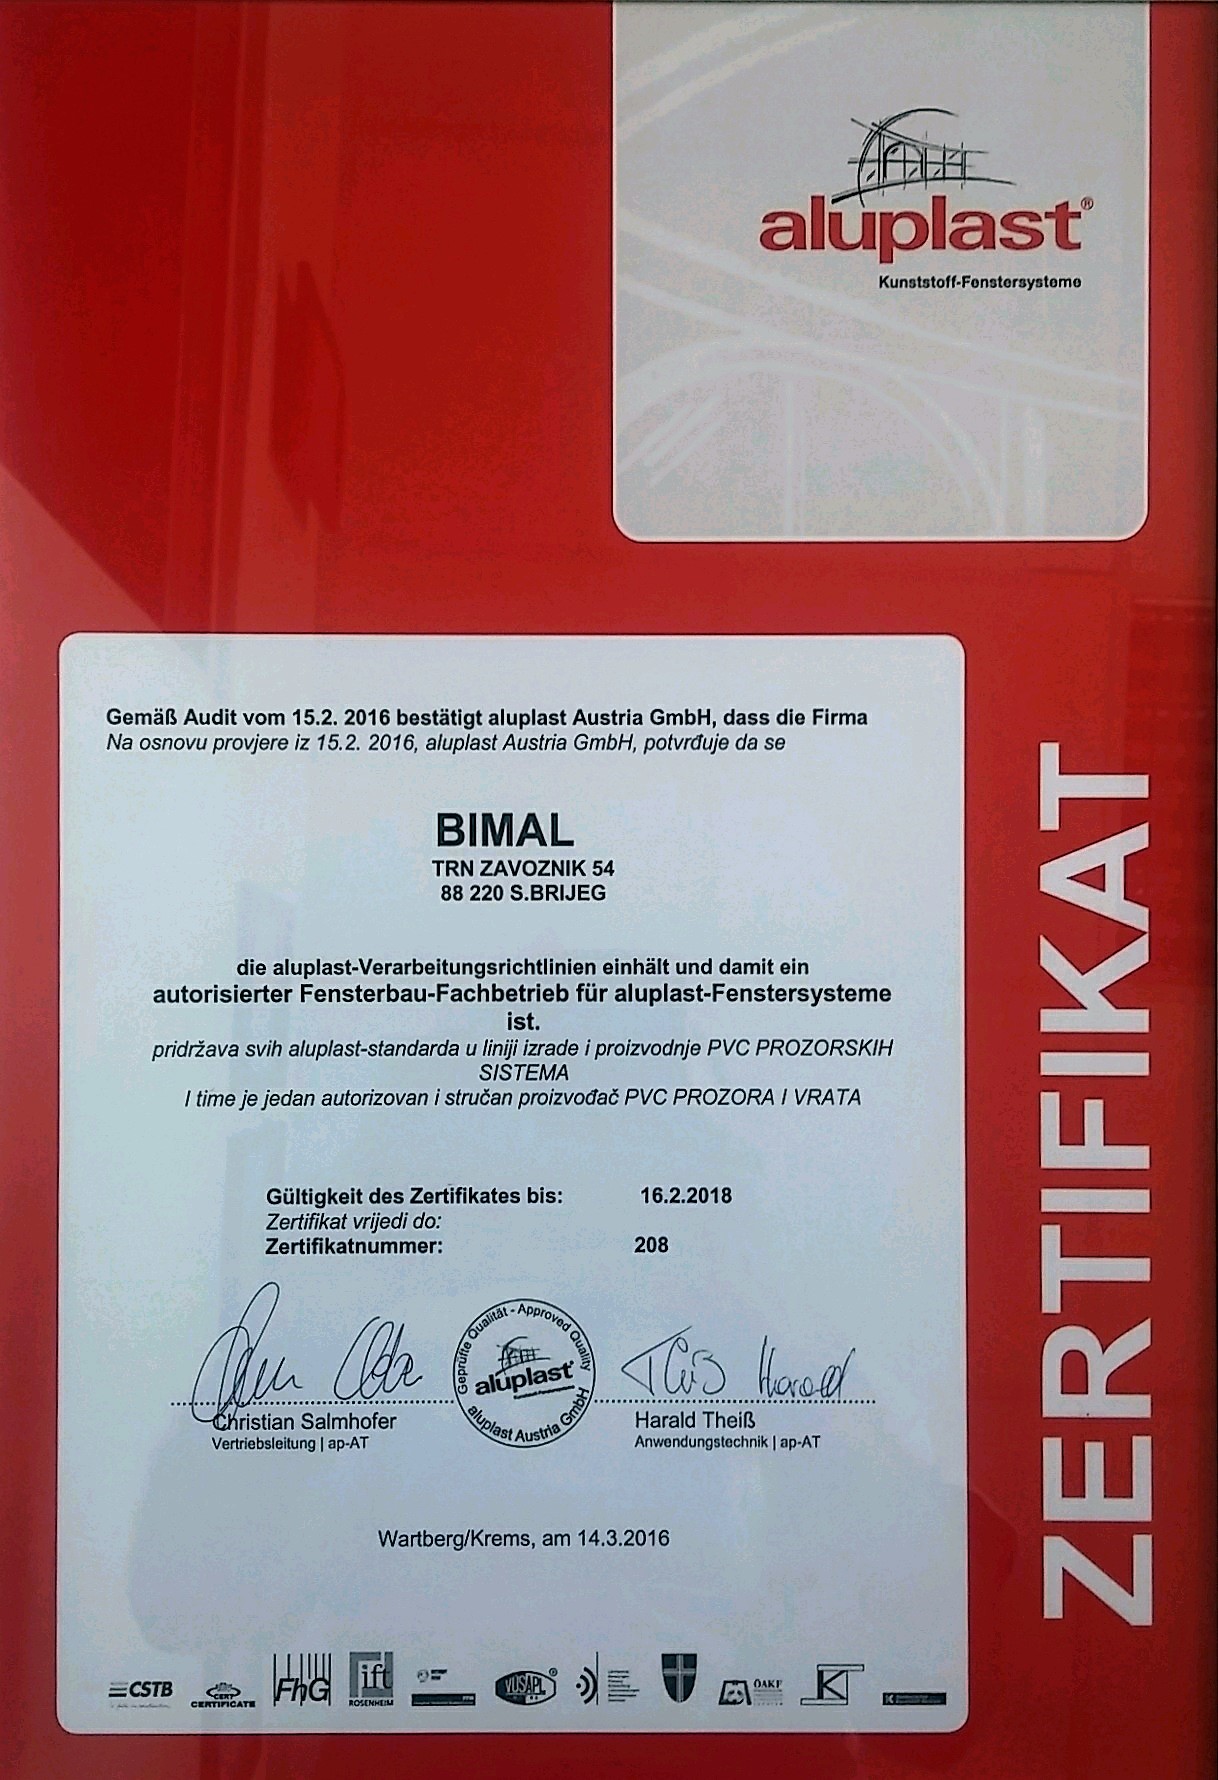 aluplast®
Kunststoff-Fenstersysteme
ZERTIFIKAT
Gemäß Audit vom 15.2. 2016 bestätigt aluplast Austria GmbH, dass die Firma
Na osnovu provjere iz 15.2. 2016, aluplast Austria GmbH, potvrđuje da se
BIMAL
TRN ZAVOZNIK 54
88 220 S.BRIJEG
die aluplast-Verarbeitungsrichtlinien einhält und damit ein
autorisierter Fensterbau-Fachbetrieb für aluplast-Fenstersysteme
ist.
pridržava svih aluplast-standarda u liniji izrade i proizvodnje PVC PROZORSKIH
SISTEMA
I time je jedan autorizovan i stručan proizvođač PVC PROZORA I VRATA
Gültigkeit des Zertifikates bis: 16.2.2018
Zertifikat vrijedi do:
Zertifikatnummer: 208
Geprüfte Qualität - Approved Quality
aluplast
aluplast Austria GmbH
Theiß Harald
Christian Salmhofer
Vertriebsleitung | ap-AT
Harald Theiß
Anwendungstechnik | ap-AT
Wartberg/Krems, am 14.3.2016
CSTB
CERT
CERTIFICATE
FhG
ift
ROSENHEIM
VUSAPL
ÖAKF
K